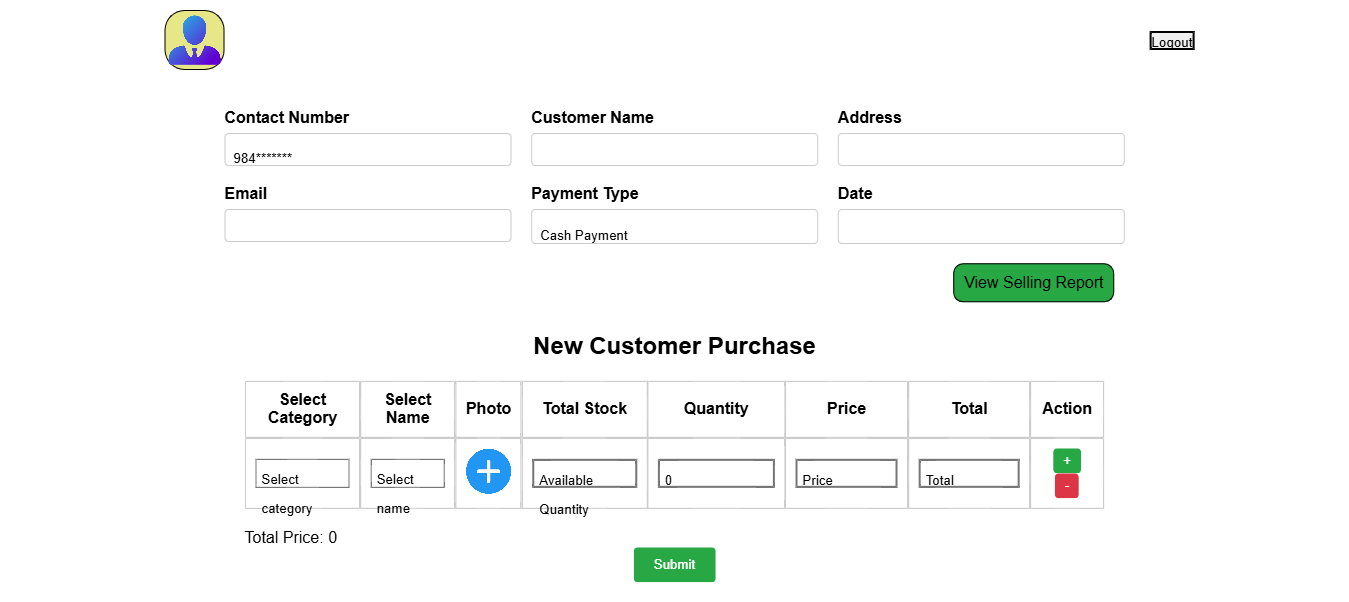 Logout
Contact Number Customer Name Address
984*******
Email Payment Type Date
Cash Payment
View Selling Report
New Customer Purchase
Select Category Select Name Photo Total Stock Quantity Price Total Action
Select category Select name Available Quantity 0 Price Total +
-
Total Price: 0
Submit